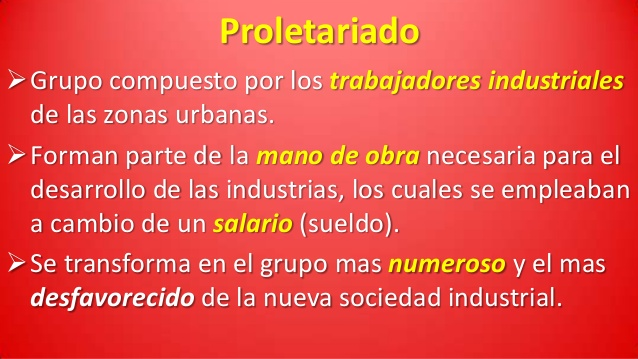 Proletariado
➢Grupo compuesto por los trabajadores industriales
de las zonas urbanas.
➢Forman parte de la mano de obra necesaria para el
desarrollo de las industrias, los cuales se empleaban
a cambio de un salario (sueldo).
➢Se transforma en el grupo mas numeroso y el mas
desfavorecido de la nueva sociedad industrial.